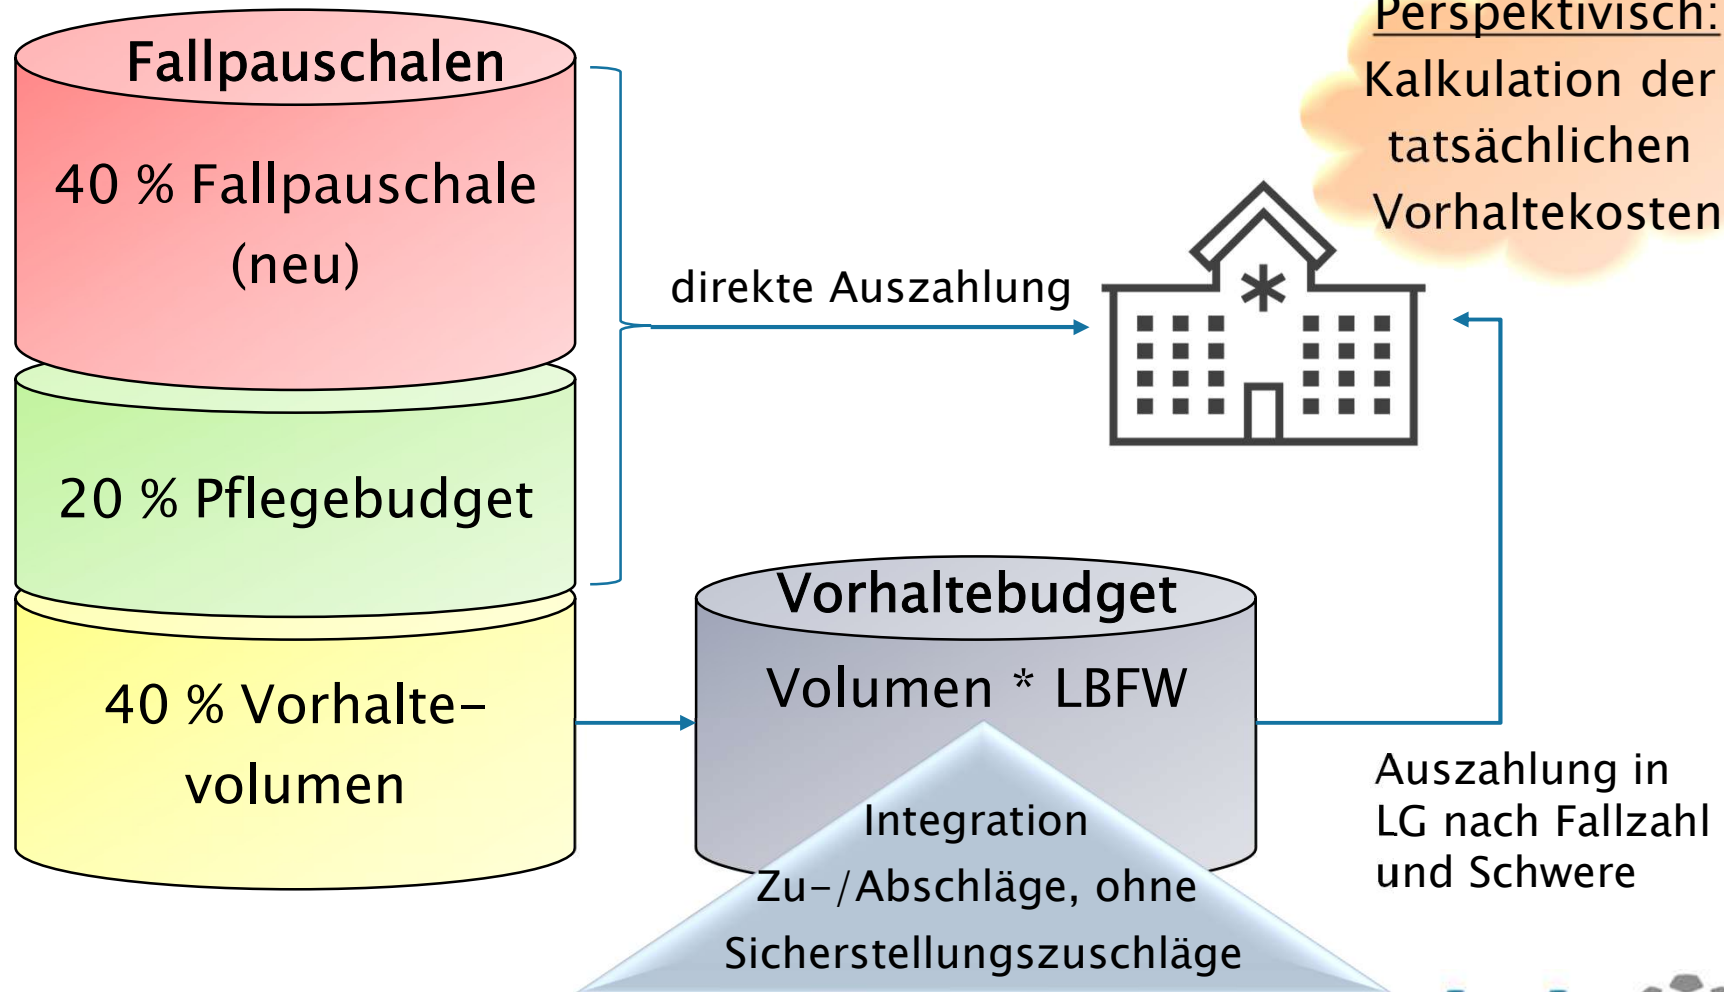 Fallpauschalen
40 % Fallpauschale
(neu)
20 % Pflegebudget
40 % Vorhalte-
volumen
direkte Auszahlung
Perspektivisch:
Kalkulation der
tatsächlichen
Vorhaltekosten
Vorhaltebudget
Volumen * LBFW
Integration
Zu-/Abschläge, ohne
Sicherstellungszuschläge
Auszahlung in
LG nach Fallzahl
und Schwere